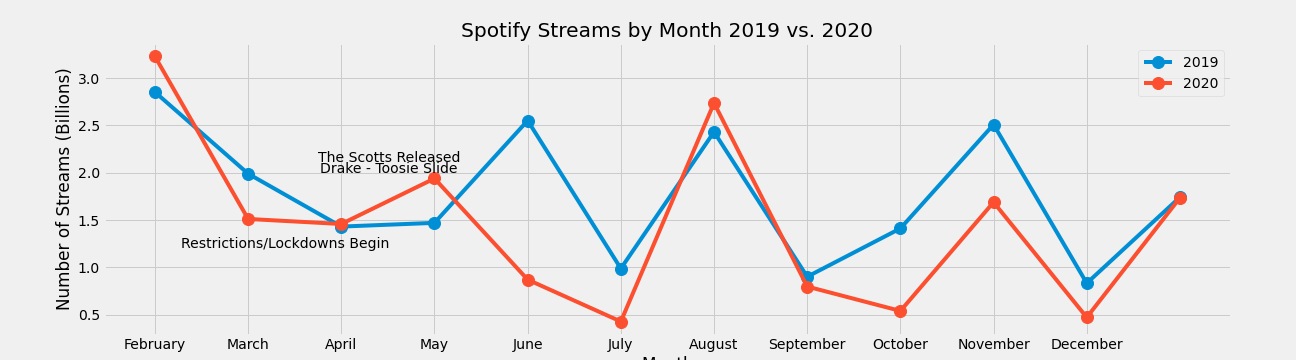 Spotify Streams by Month 2019 vs. 2020
Number of Streams (Billions)
3.0
2.5
2.0
1.5
1.0
0.5
2019
2020
The Scotts Released
Drake - Toosie Slide
Restrictions/Lockdowns Begin
February March April May June July August September October November December
Month